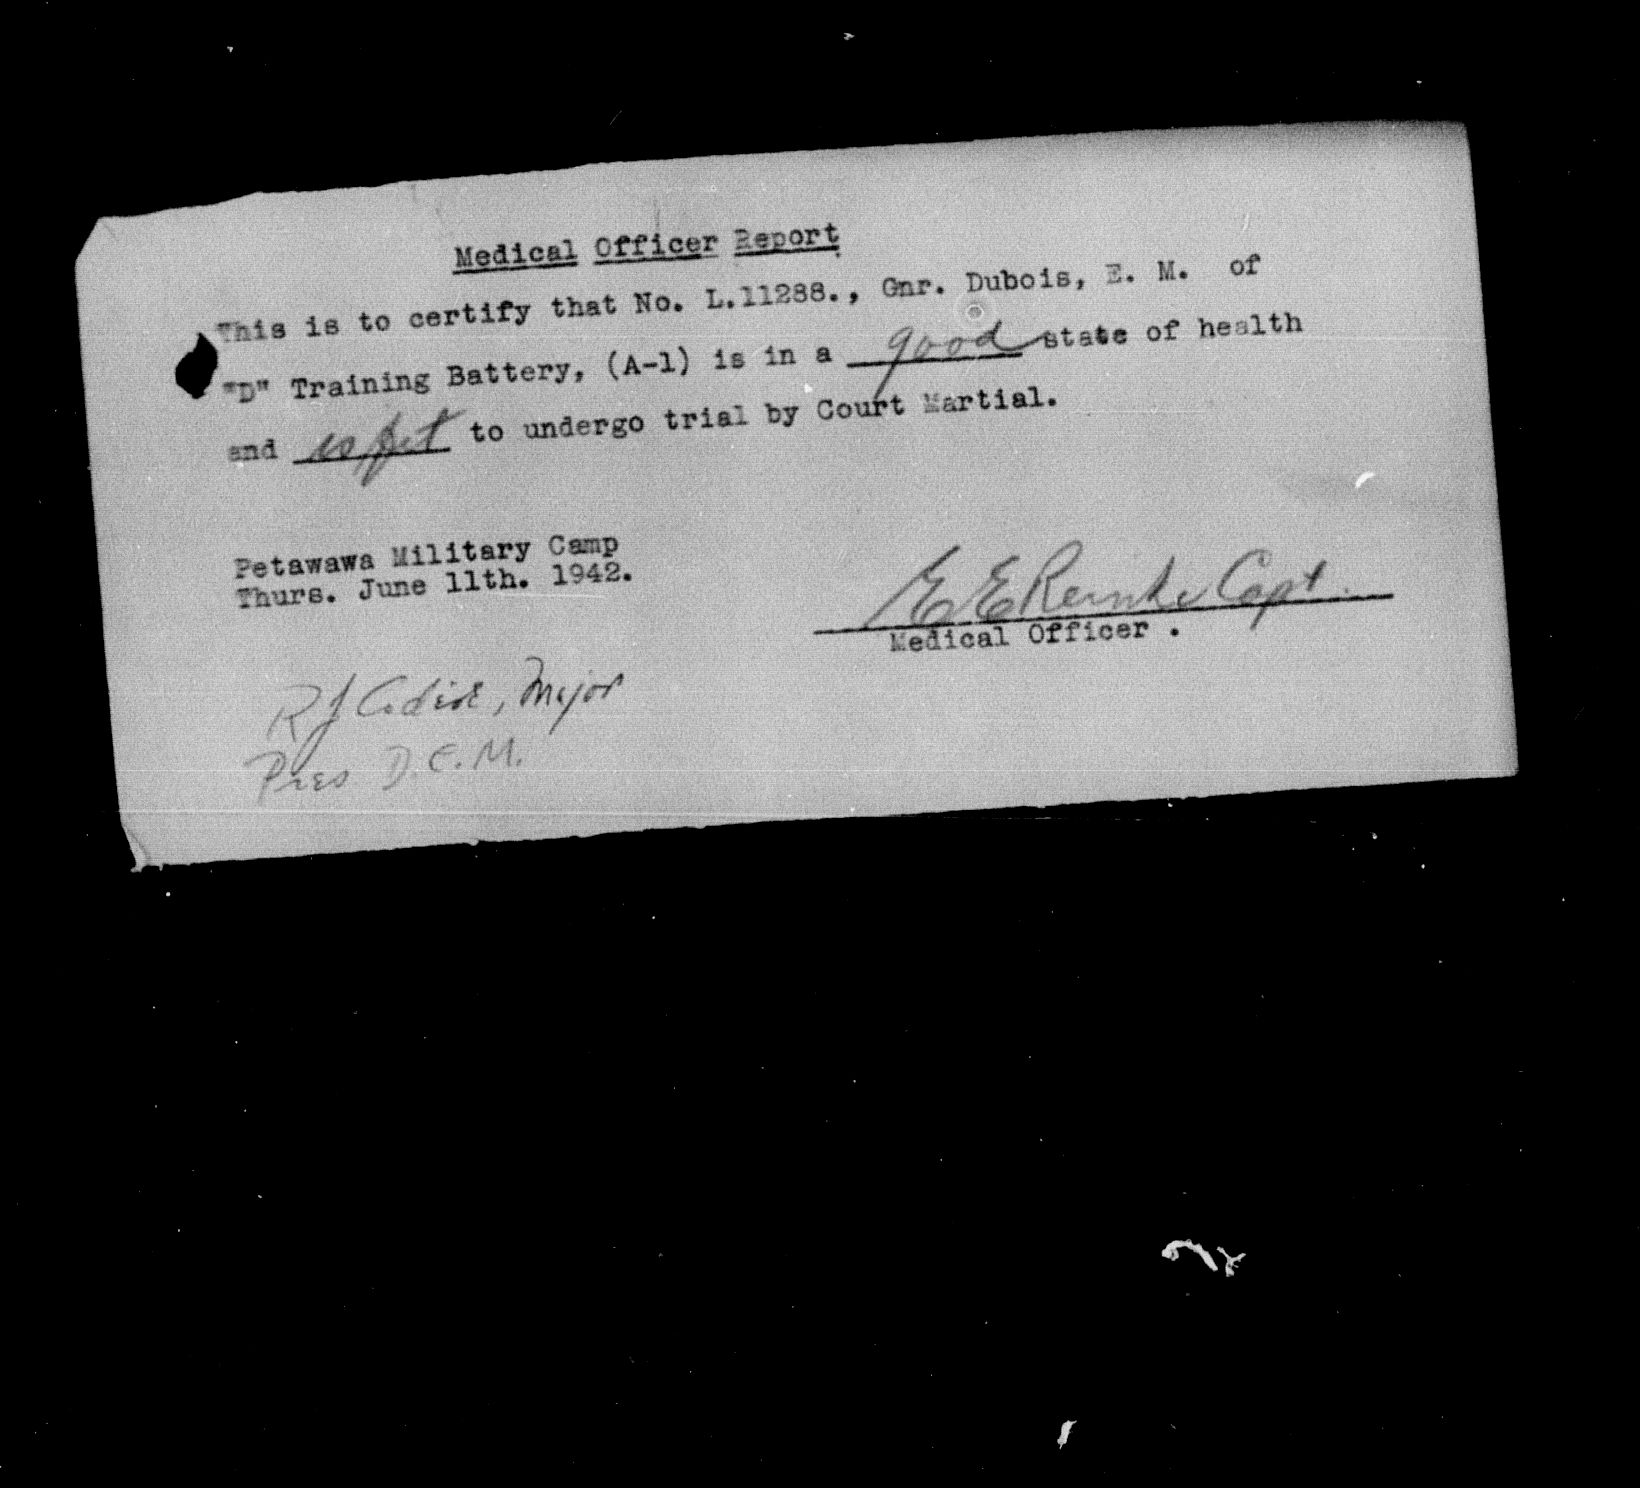 Medical Officer Report
This is to certify that No. L.11288., Gnr. Dubois, E. M. of
"D" Training Battery, (A-1) is in a good state of health
and is fit to undergo trial by Court Martial.
Petawawa Military Camp
Thurs. June 11th. 1942.
E E Reinke Capt.
Medical Officer .
R J , Major
Pres D.C.M.